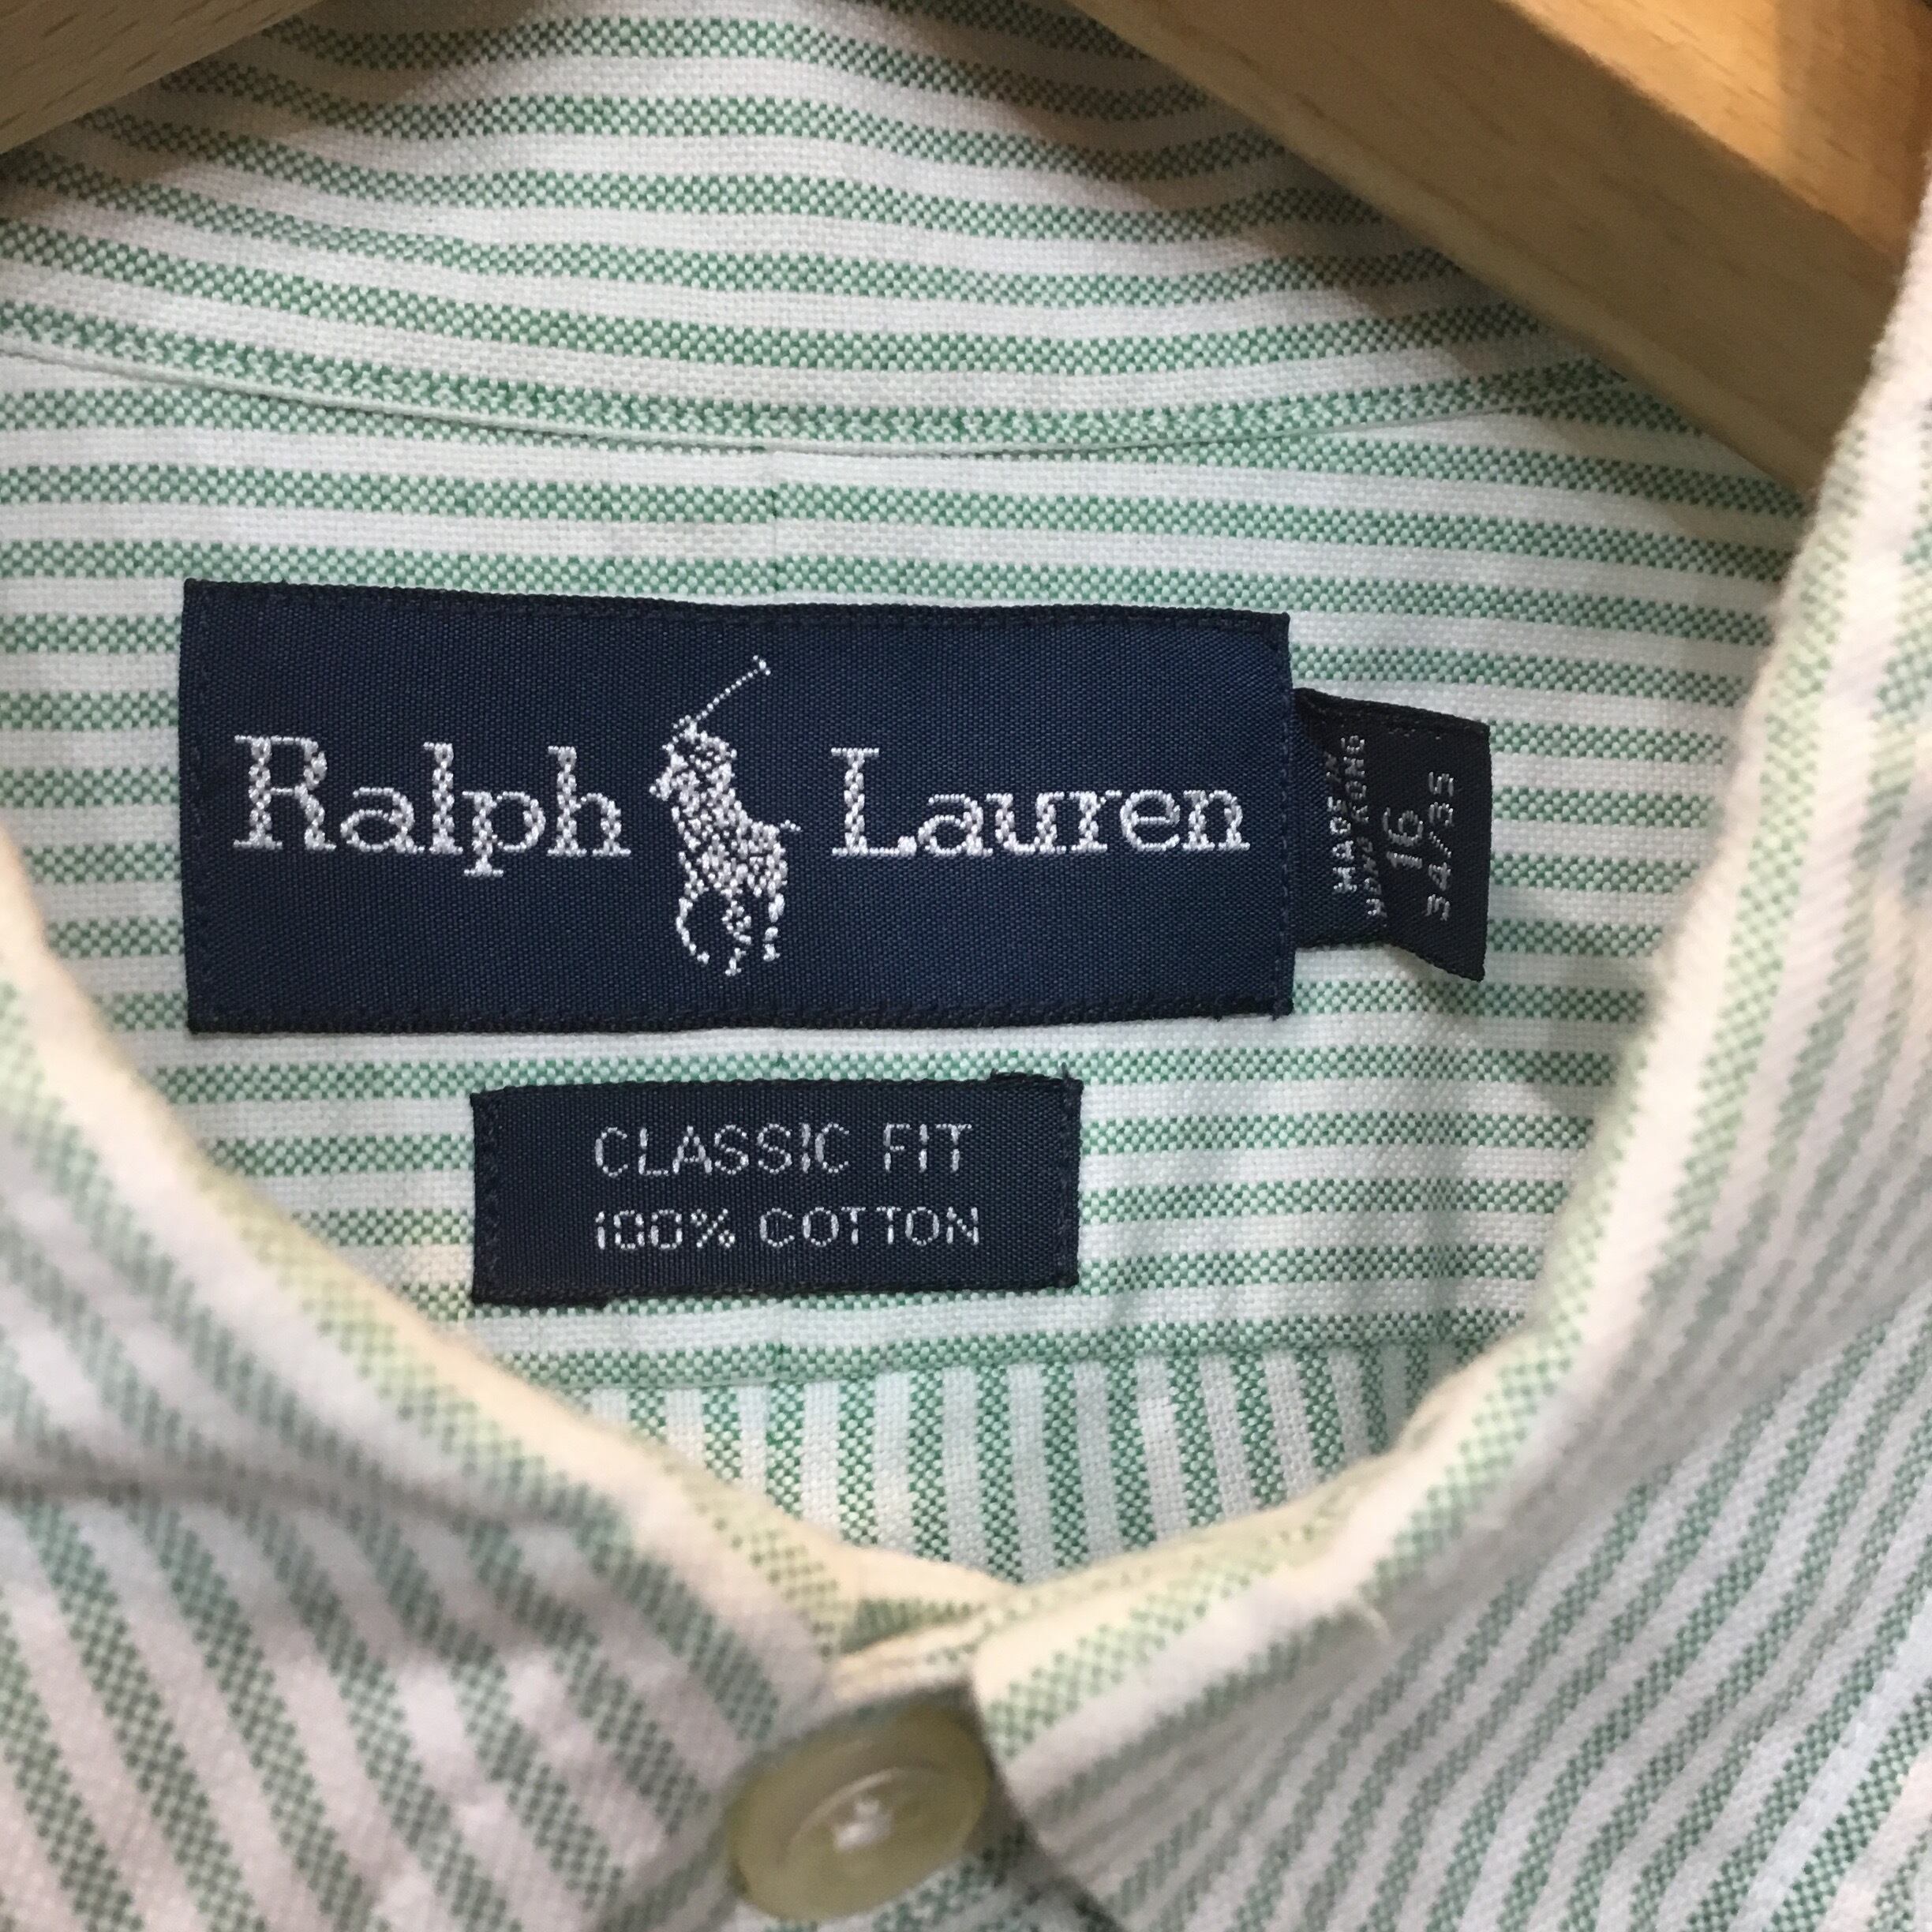 Ralph Lauren
MADE IN
HONG KONG
16
34/35
CLASSIC FIT
100% COTTON